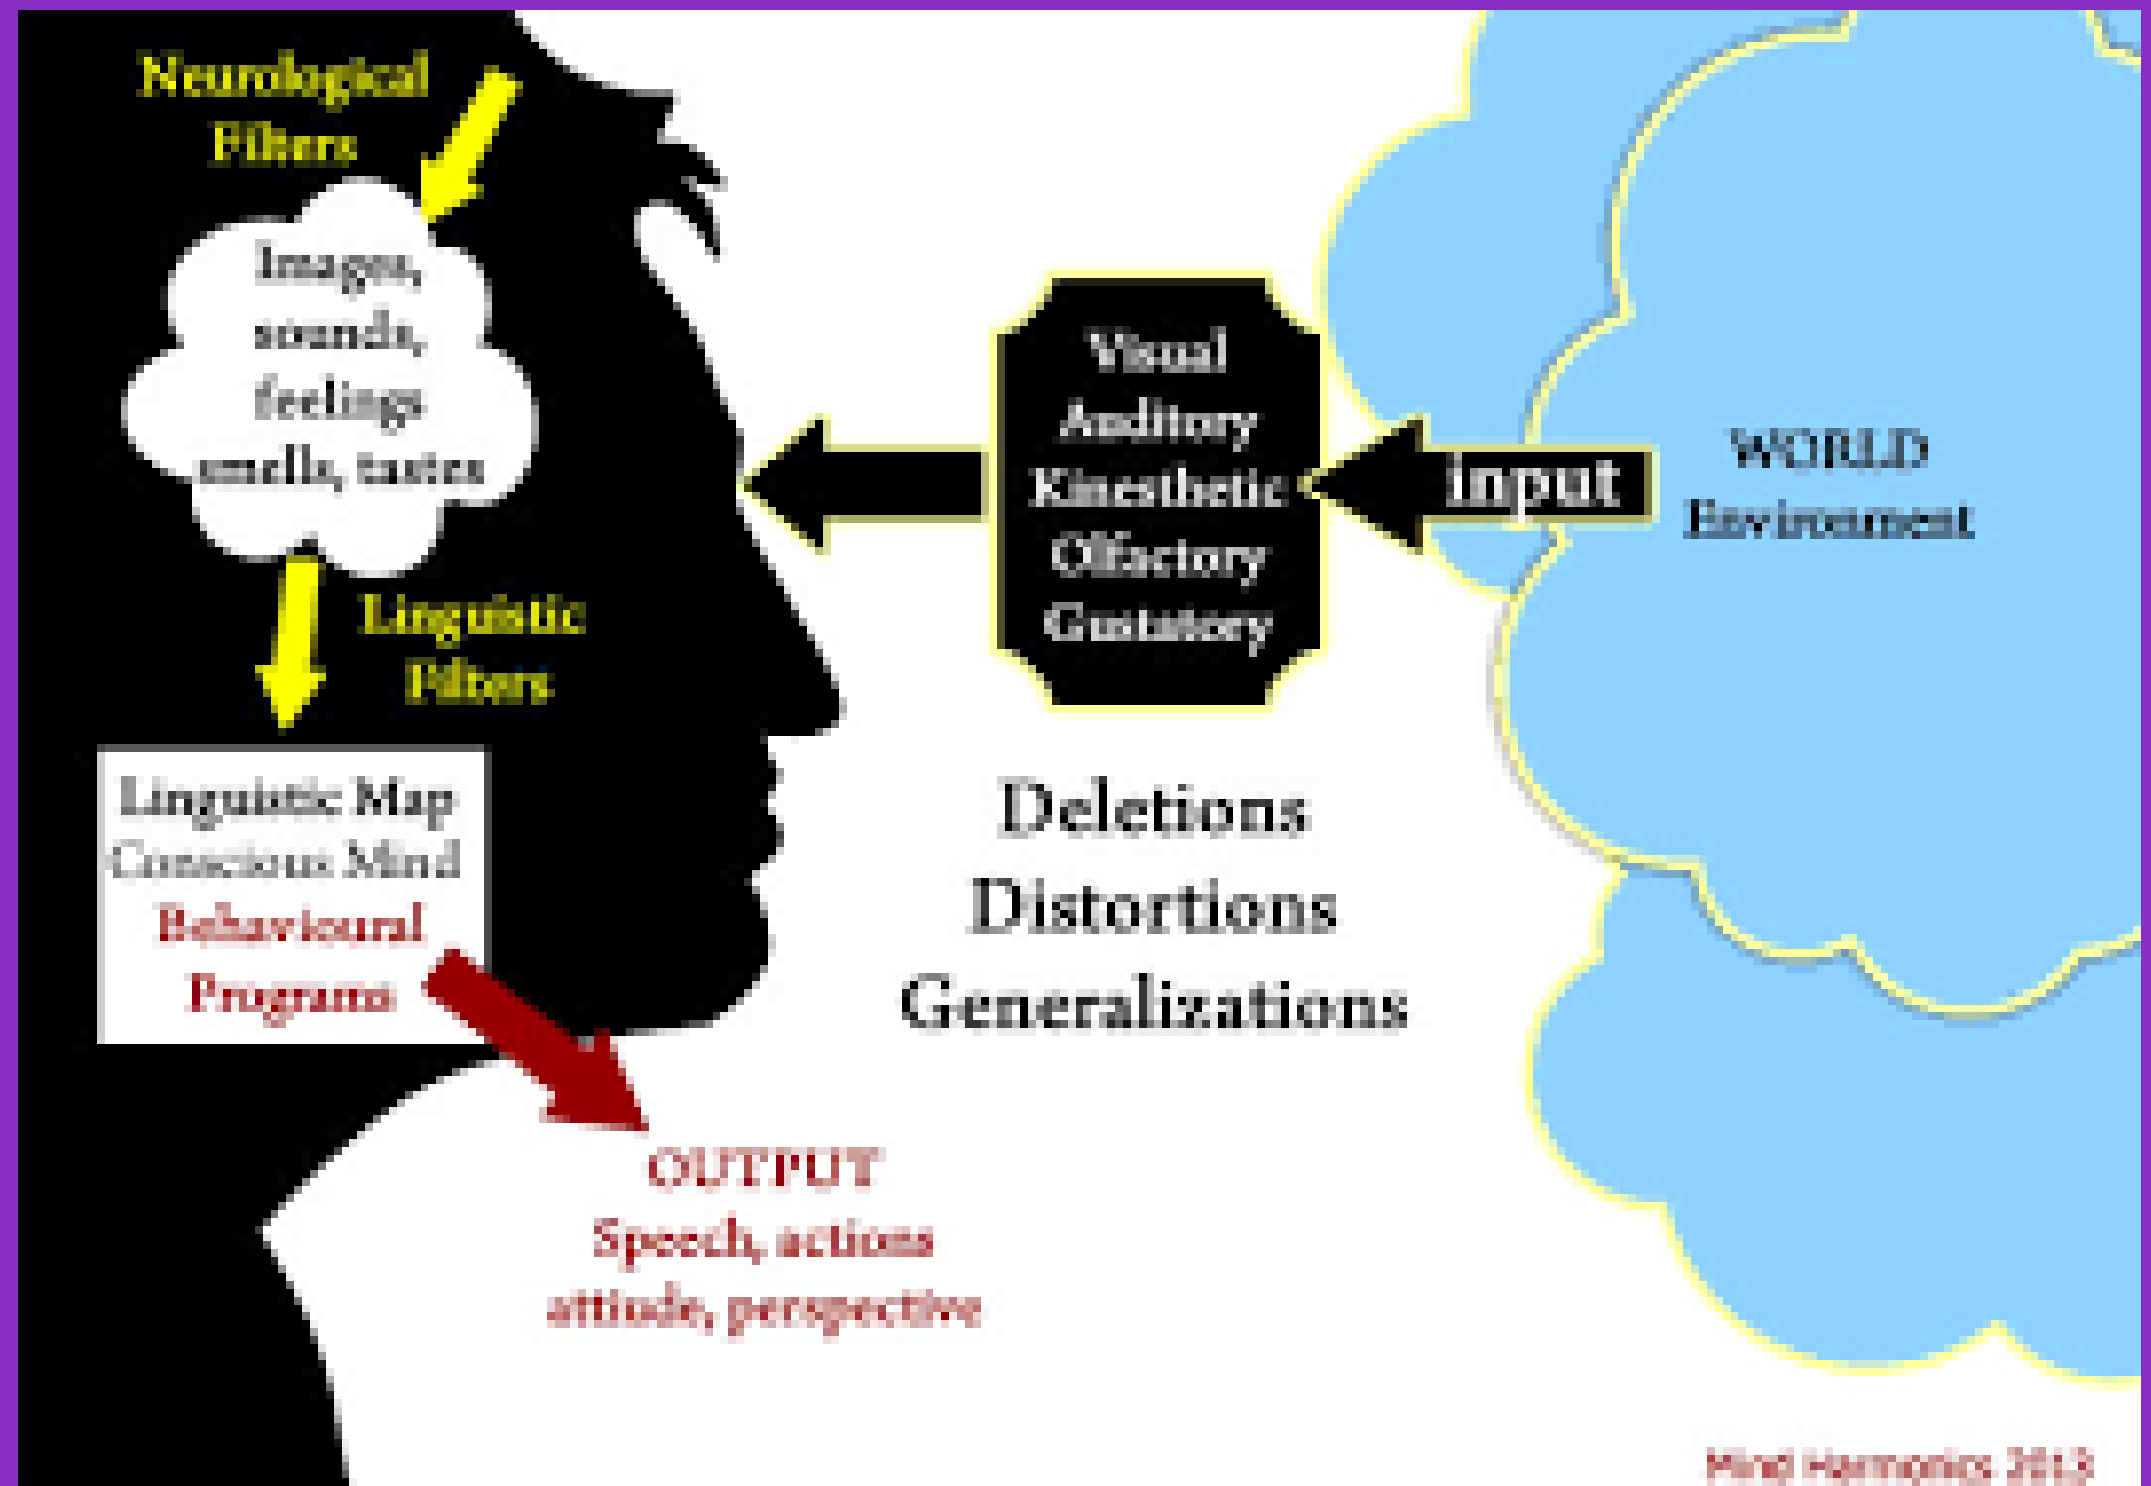 Neurological
Filters
Images,
sounds,
feelings
smells, tastes
Linguistic
Filters
Linguistic Map
Conscious Mind
Behavioural
Programs
Visual
Auditory
Kinesthetic
Olfactory
Gustatory
input
WORLD
Environment
Deletions
Distortions
Generalizations
OUTPUT
Speech, actions
attiude, perspective
Mind Harmonics 2013